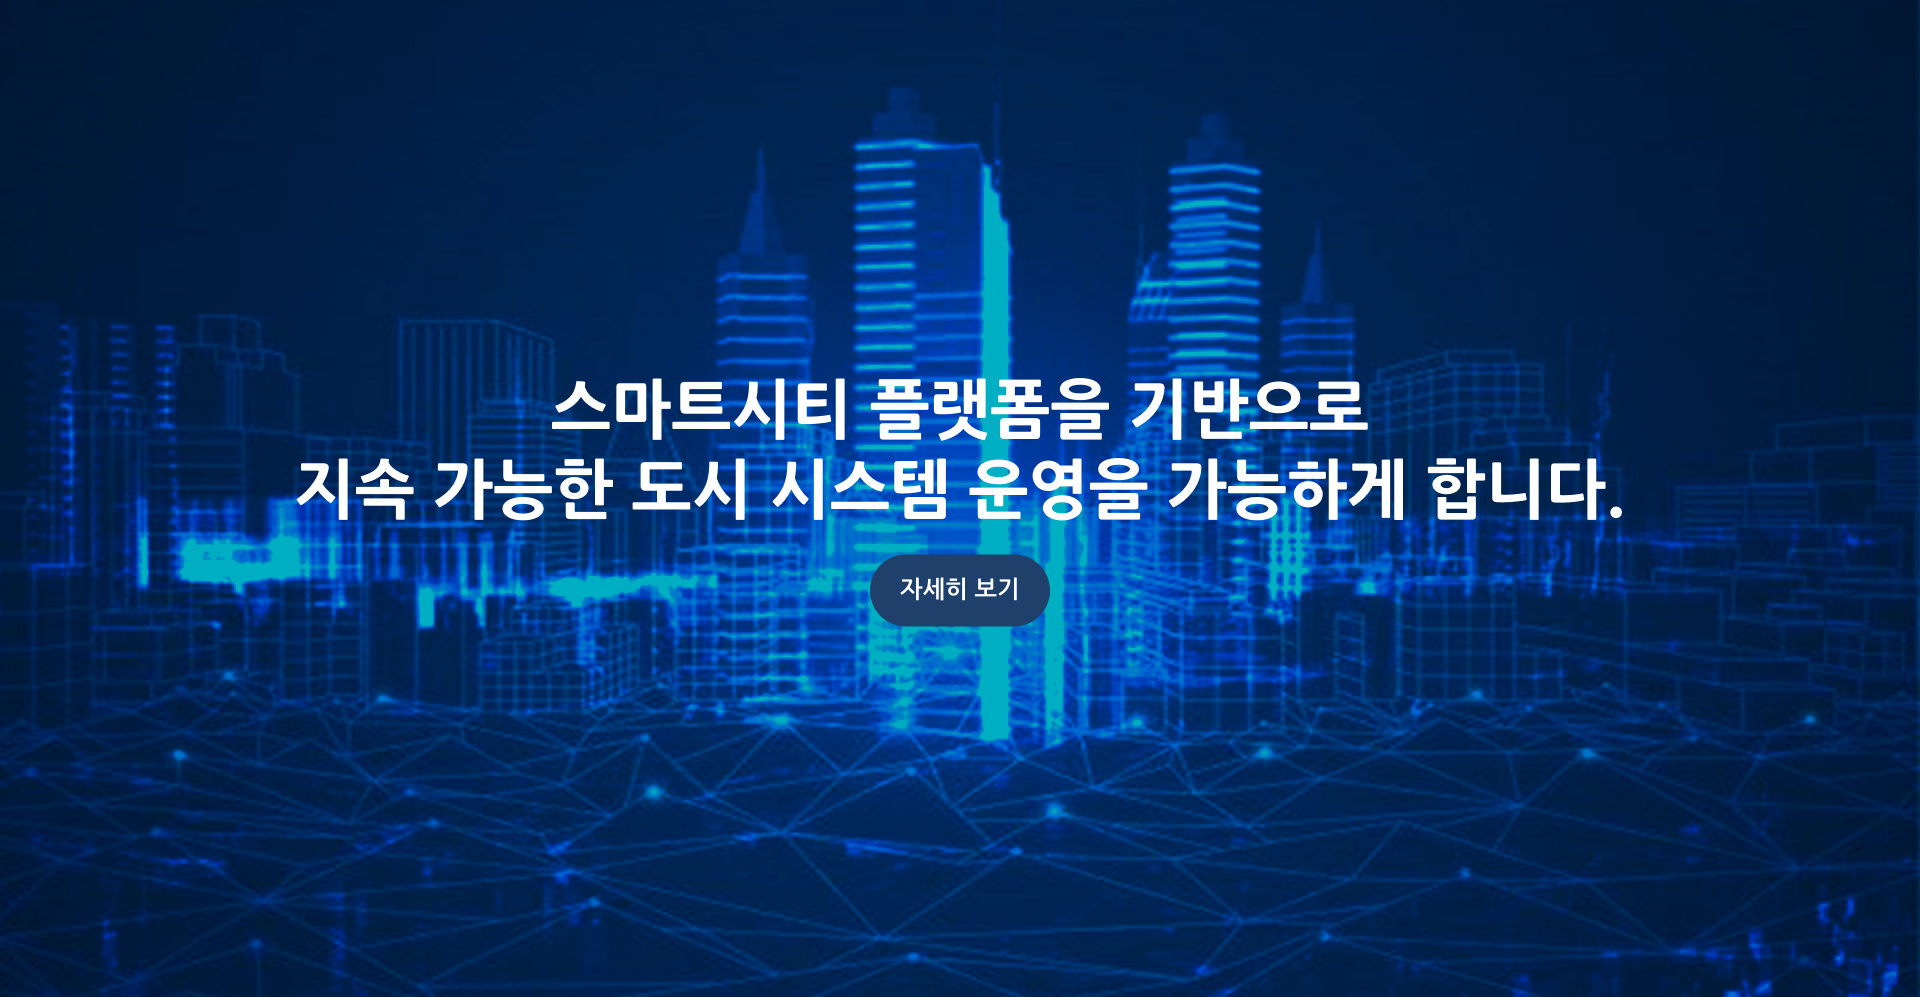 스마트시티 플랫폼을 기반으로
지속 가능한 도시 시스템 운영을 가능하게 합니다.
자세히 보기